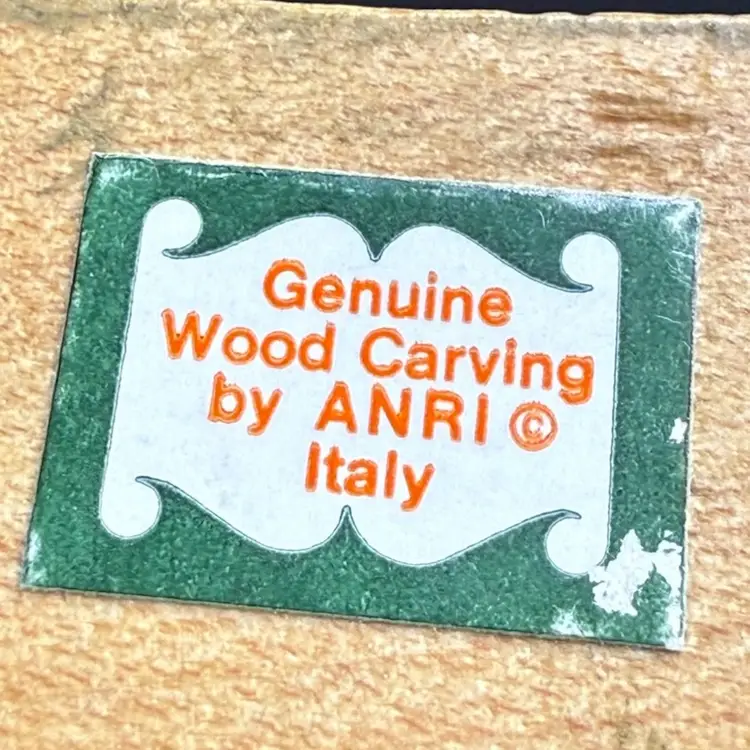 Genuine
Wood Carving
by ANRI ©
Italy